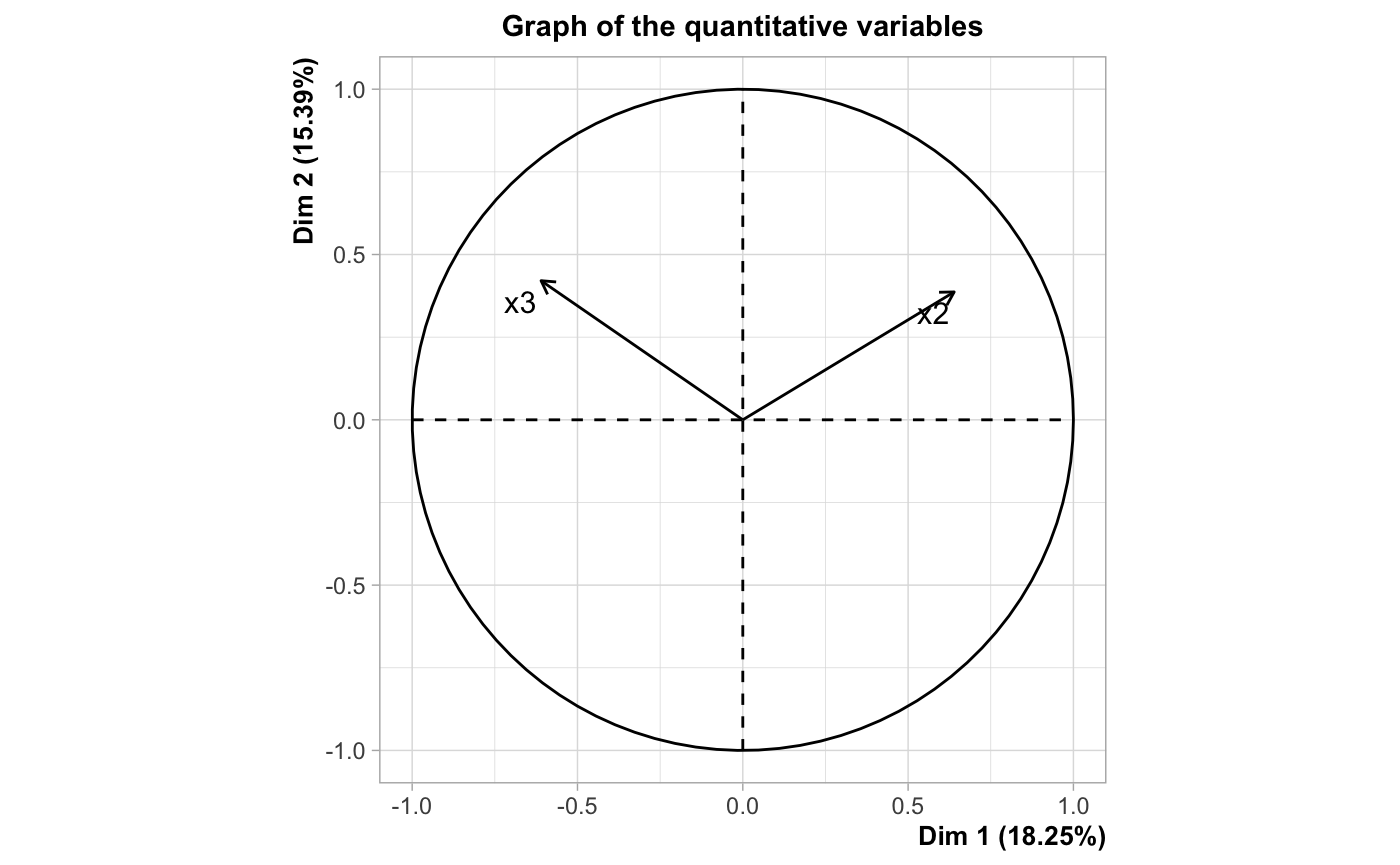 Graph of the quantitative variables
Dim 2 (15.39%)
1.0
0.5
0.0
-0.5
-1.0
x3
x2
-1.0 -0.5 0.0 0.5 1.0
Dim 1 (18.25%)